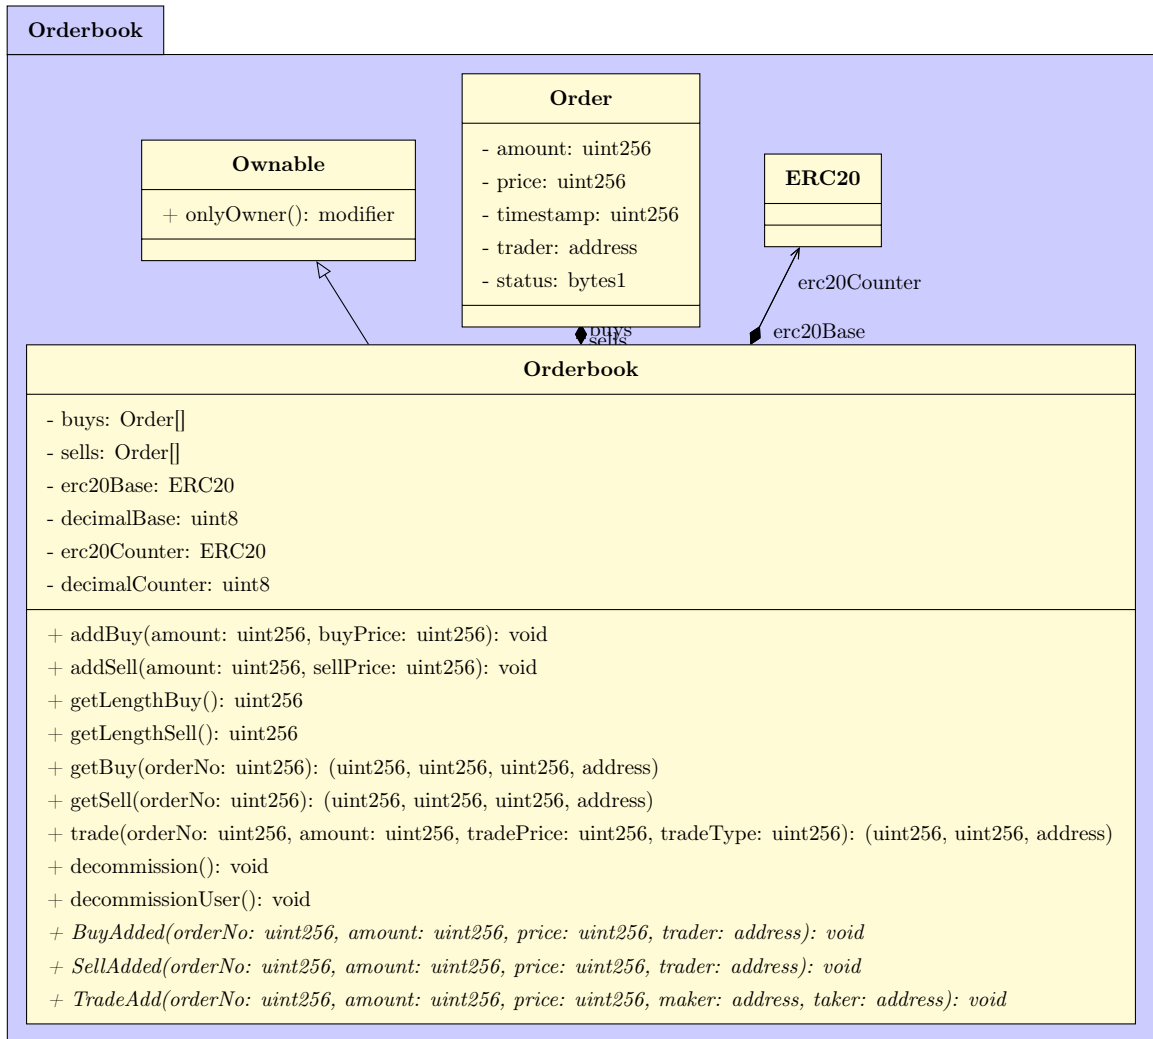 Orderbook
Order
- amount: uint256
- price: uint256
- timestamp: uint256
- trader: address
- status: bytes1
Ownable
+ onlyOwner(): modifier
ERC20
erc20Counter
buys
sells
erc20Base
Orderbook
- buys: Order[]
- sells: Order[]
- erc20Base: ERC20
- decimalBase: uint8
- erc20Counter: ERC20
- decimalCounter: uint8
+ addBuy(amount: uint256, buyPrice: uint256): void
+ addSell(amount: uint256, sellPrice: uint256): void
+ getLengthBuy(): uint256
+ getLengthSell(): uint256
+ getBuy(orderNo: uint256): (uint256, uint256, uint256, address)
+ getSell(orderNo: uint256): (uint256, uint256, uint256, address)
+ trade(orderNo: uint256, amount: uint256, tradePrice: uint256, tradeType: uint256): (uint256, uint256, address)
+ decommission(): void
+ decommissionUser(): void
+ BuyAdded(orderNo: uint256, amount: uint256, price: uint256, trader: address): void
+ SellAdded(orderNo: uint256, amount: uint256, price: uint256, trader: address): void
+ TradeAdd(orderNo: uint256, amount: uint256, price: uint256, maker: address, taker: address): void